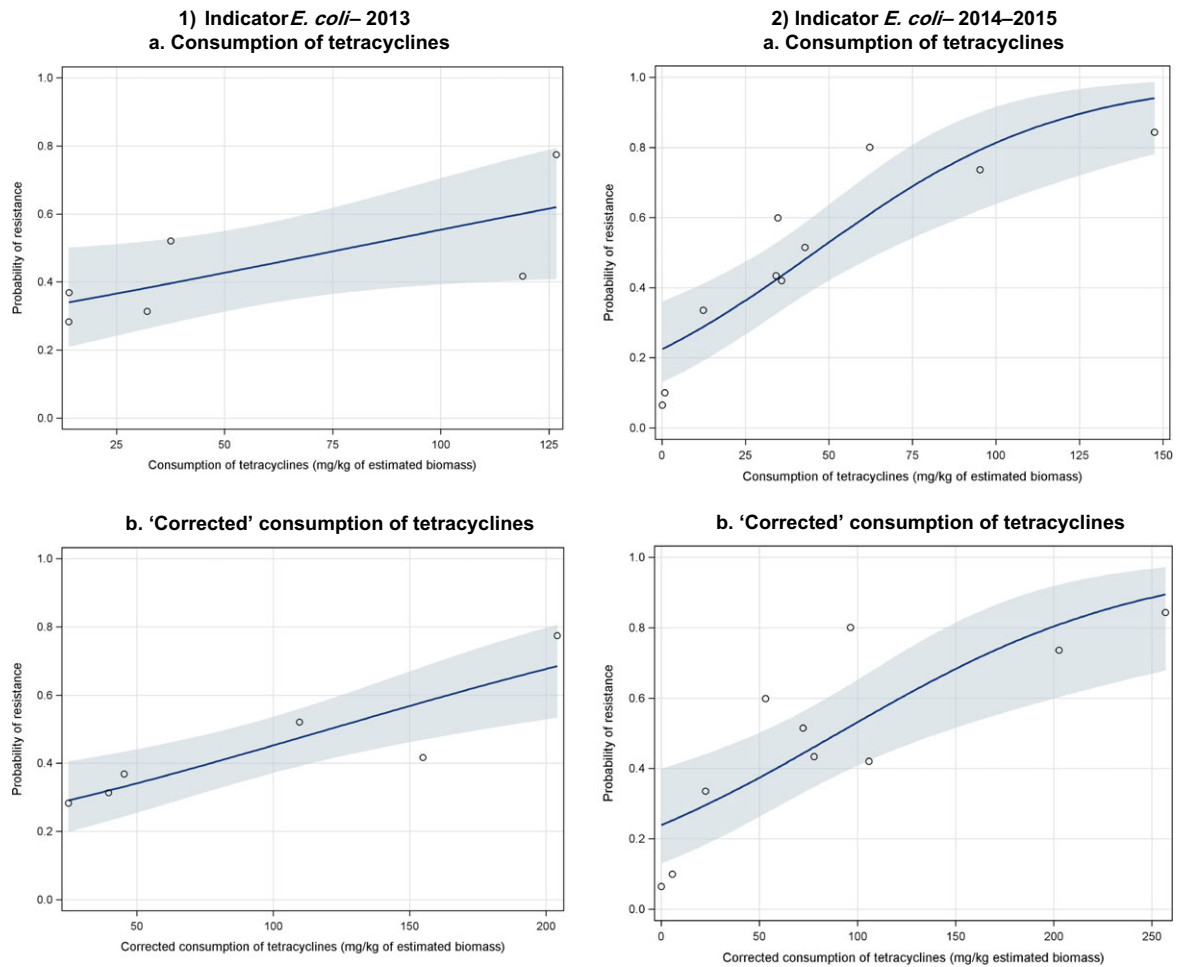 1) Indicator E. coli– 2013
a. Consumption of tetracyclines
1.0
0.8
0.6
0.4
0.2
0.0
Probability of resistance
25 50 75 100 125
Consumption of tetracyclines (mg/kg of estimated biomass)
2) Indicator E. coli– 2014–2015
a. Consumption of tetracyclines
1.0
0.8
0.6
0.4
0.2
0.0
Probability of resistance
0 25 50 75 100 125 150
Consumption of tetracyclines (mg/kg of estimated biomass)
b. ‘Corrected’ consumption of tetracyclines
1.0
0.8
0.6
0.4
0.2
0.0
Probability of resistance
50 100 150 200
Corrected consumption of tetracyclines (mg/kg of estimated biomass)
b. ‘Corrected’ consumption of tetracyclines
1.0
0.8
0.6
0.4
0.2
0.0
Probability of resistance
0 50 100 150 200 250
Corrected consumption of tetracyclines (mg/kg of estimated biomass)